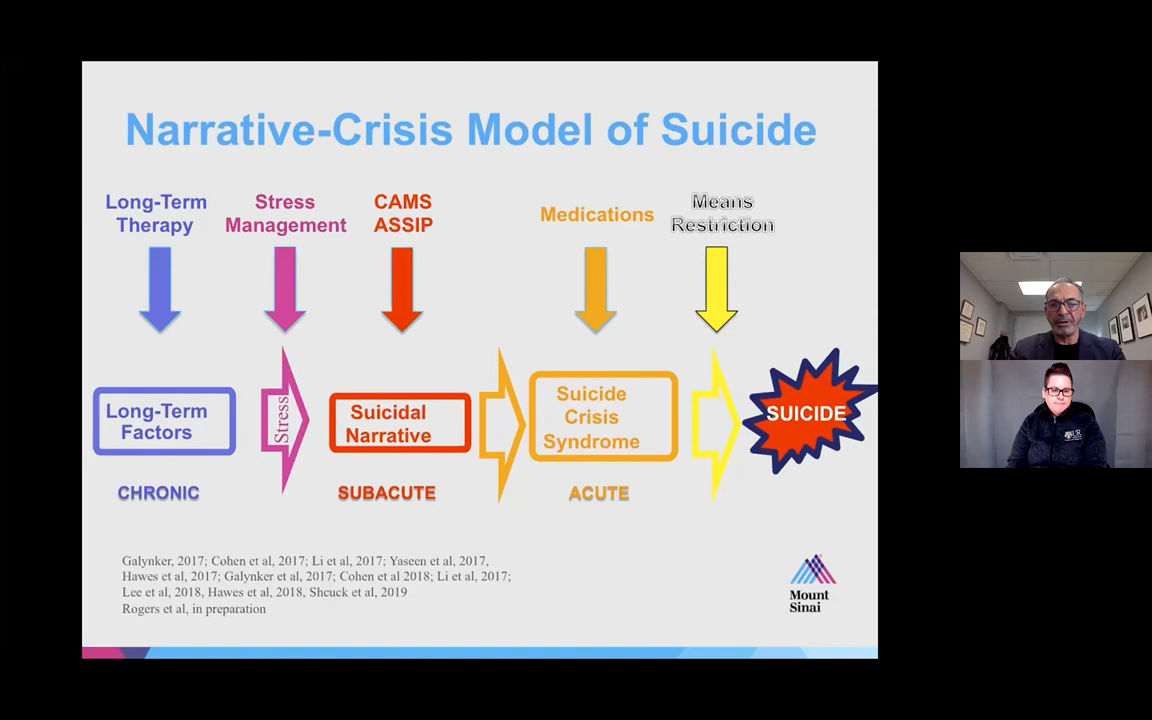 Narrative-Crisis Model of Suicide
Long-Term
Therapy
Stress
Management
CAMS
ASSIP
Medications
Means
Restriction
Long-Term
Factors
Stress
Suicidal
Narrative
Suicide
Crisis
Syndrome
SUICIDE
CHRONIC
SUBACUTE
ACUTE
Galynker, 2017; Cohen et al, 2017; Li et al, 2017; Yaseen et al, 2017,
Hawes et al, 2017; Galynker et al, 2017; Cohen et al 2018; Li et al, 2017;
Lee et al, 2018, Hawes et al, 2018, Shcuck et al, 2019
Rogers et al, in preparation
Mount
Sinai